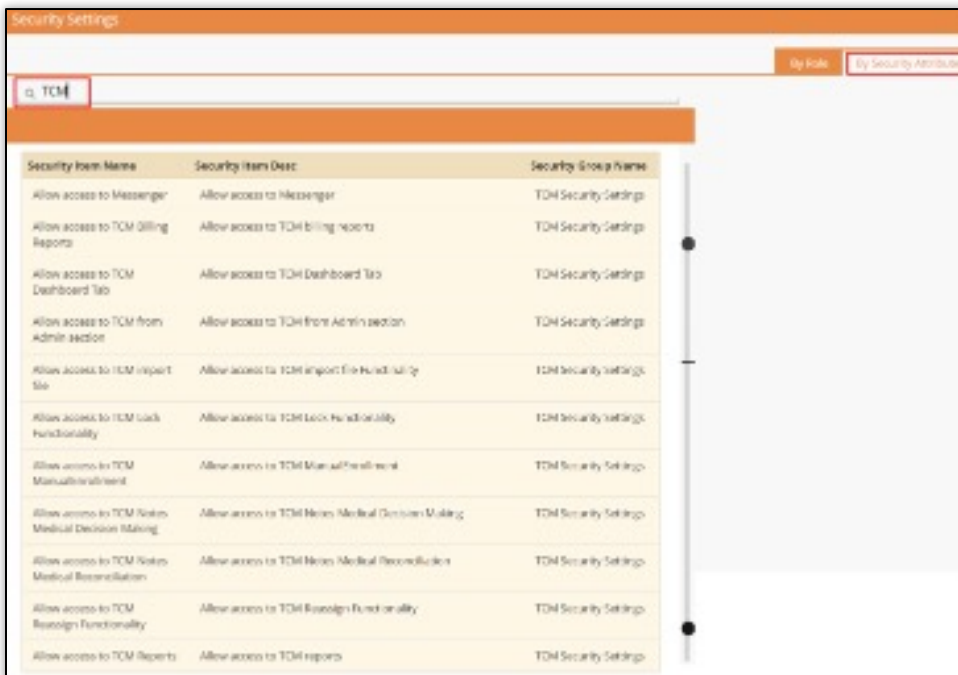 Security Settings
By Role By Security Attribute
TCM
Security Item Name Security Item Desc Security Group Name
Allow access to Messenger Allow access to Messenger TCM Security Settings
Allow access to TCM Billing Allow access to TCM billing reports TCM Security Settings
Reports
Allow access to TCM Allow access to TCM Dashboard Tab TCM Security Settings
Dashboard Tab
Allow access to TCM from Allow access to TCM from Admin section TCM Security Settings
Admin section
Allow access to TCM import Allow access to TCM import file Functinality TCM Security Settings
file
Allow access to TCM Lock Allow access to TCM Lock Functionality TCM Security Settings
Functionality
Allow access to TCM Allow access to TCM ManualEnrollment TCM Security Settings
ManualEnrollment
Allow access to TCM Notes Allow access to TCM Notes Medical Decision Making TCM Security Settings
Medical Decision Making
Allow access to TCM Notes Allow access to TCM Notes Medical Reconciliation TCM Security Settings
Medical Reconciliation
Allow access to TCM Allow access to TCM Reassign Functionality TCM Security Settings
Reassign Functionality
Allow access to TCM Reports Allow access to TCM reports TCM Security Settings